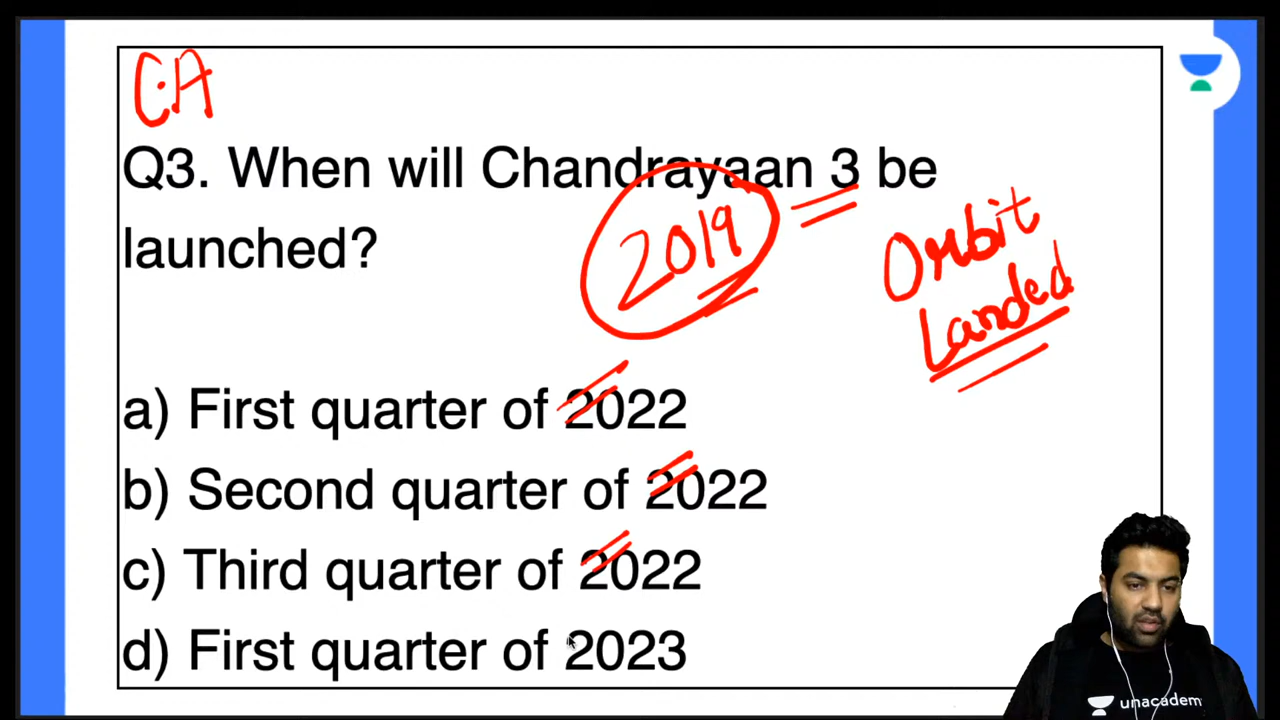 C.A
Q3. When will Chandrayaan 3 be
launched?
2019
Orbit
Landed
a) First quarter of 2022
b) Second quarter of 2022
c) Third quarter of 2022
d) First quarter of 2023
unacadem